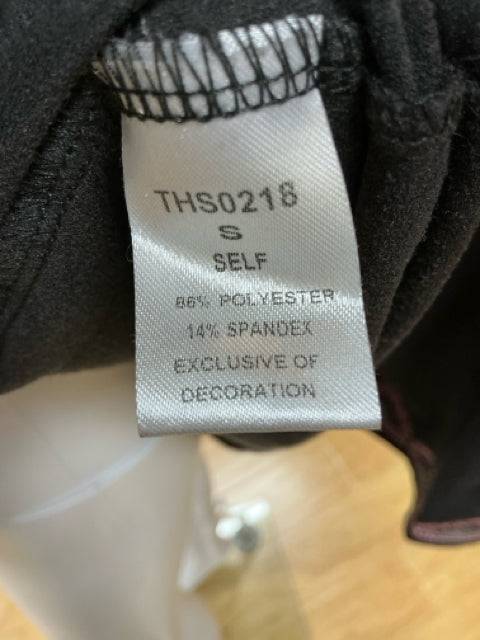 THS0218
S
SELF
86% POLYESTER
14% SPANDEX
EXCLUSIVE OF
DECORATION